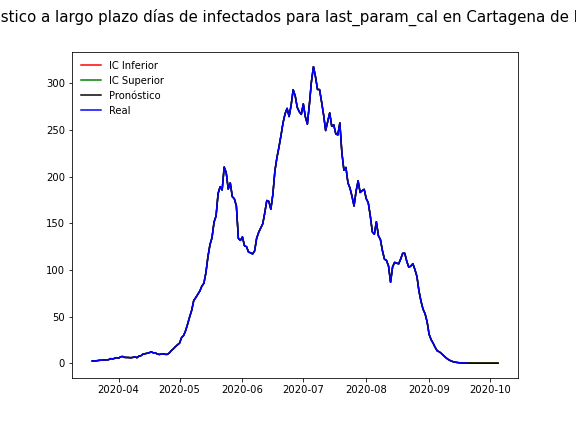 stico a largo plazo días de infectados para last_param_cal en Cartagena de
IC Inferior
IC Superior
Pronóstico
Real
300
250
200
150
100
50
0
2020-04 2020-05 2020-06 2020-07 2020-08 2020-09 2020-10